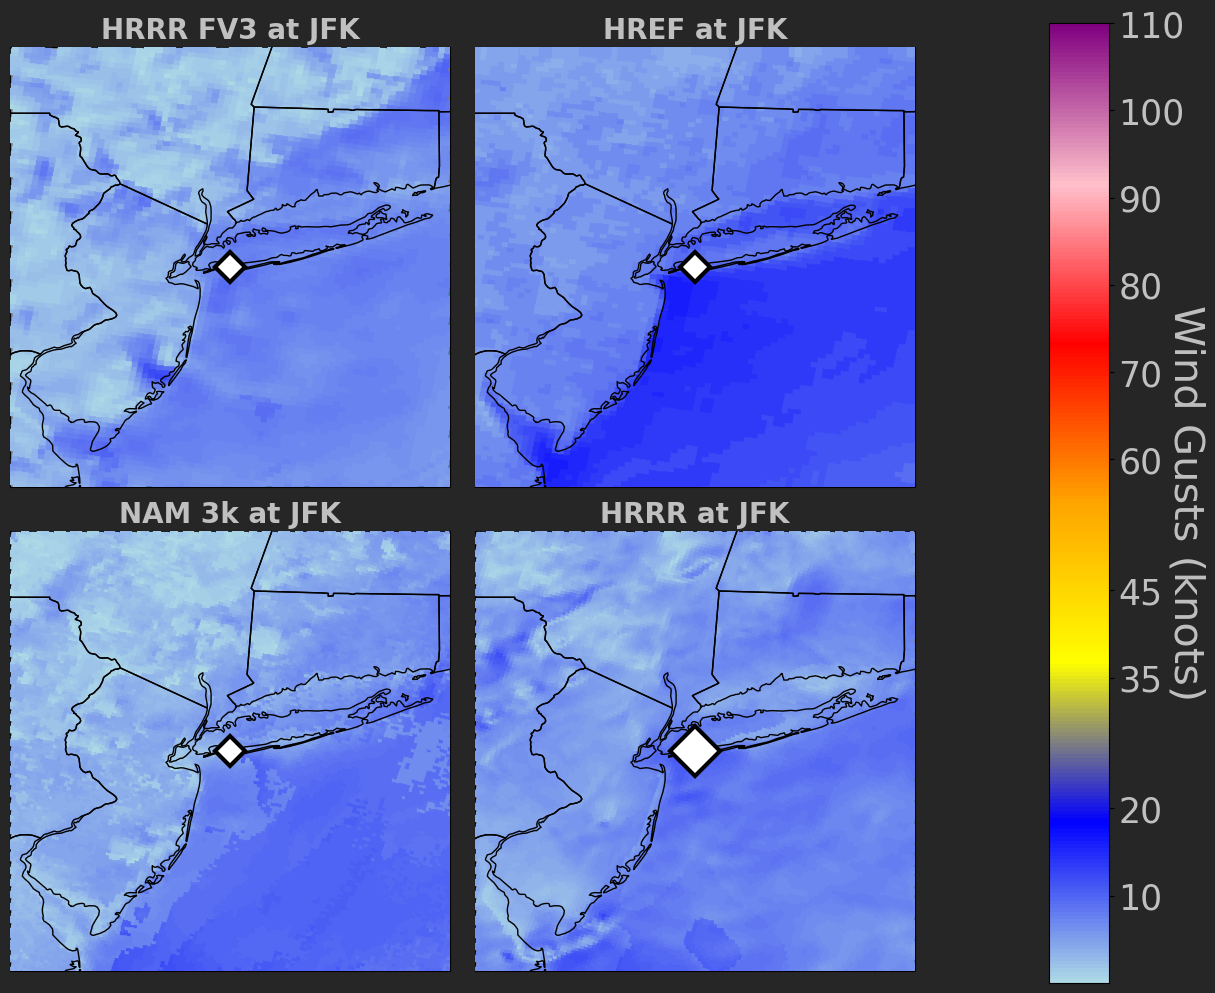 HRRR FV3 at JFK
HREF at JFK
NAM 3k at JFK
HRRR at JFK
110
100
90
80
70
60
45
35
20
10
Wind Gusts (knots)